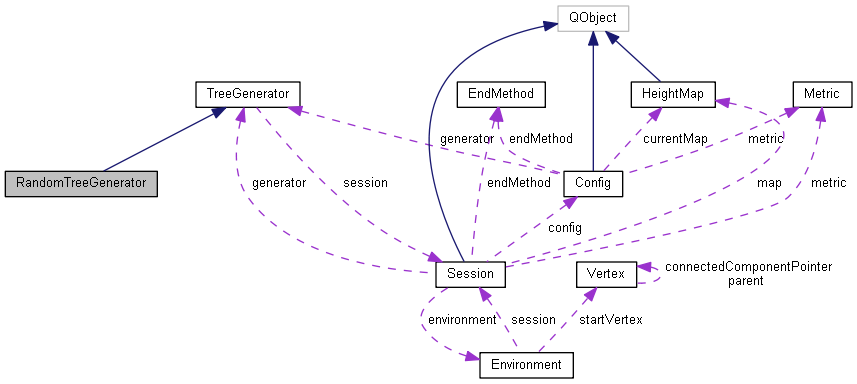 QObject
TreeGenerator
EndMethod
HeightMap
Metric
generator
endMethod
currentMap
metric
RandomTreeGenerator
generator
session
endMethod
Config
map
metric
config
Session
Vertex
connectedComponentPointer
parent
environment
session
startVertex
Environment